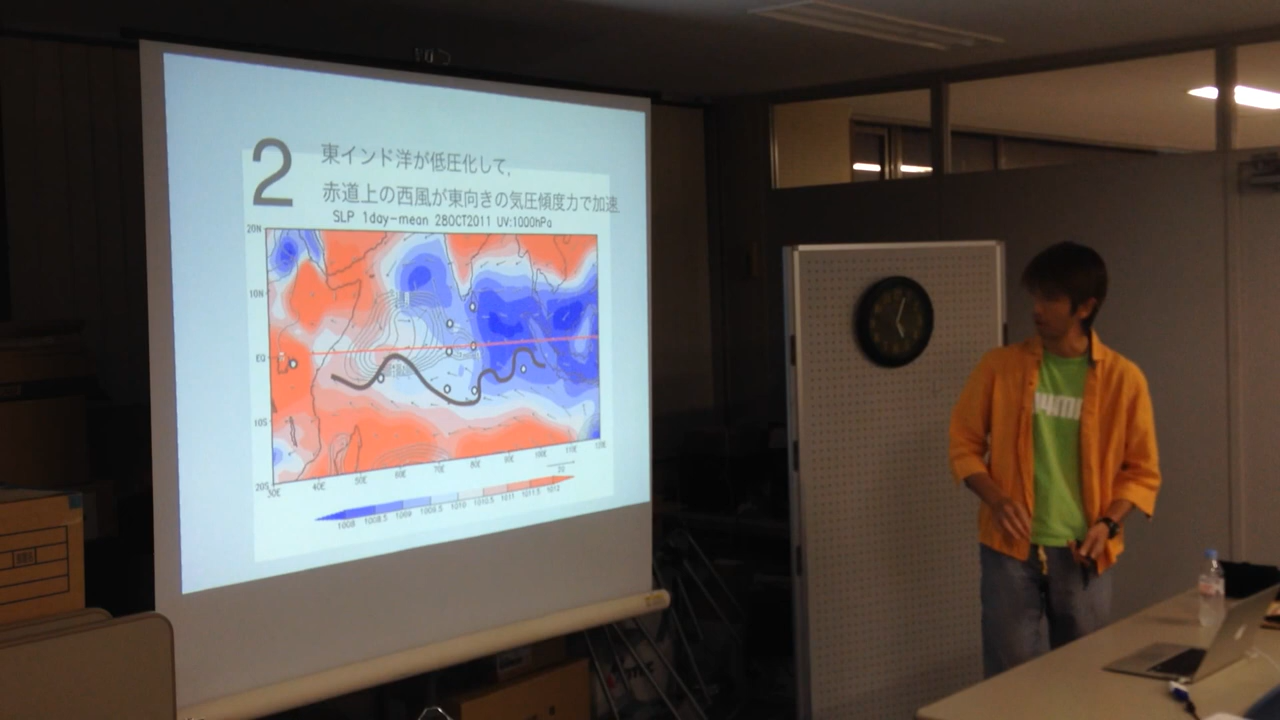 2
東インド洋が低圧化して,
赤道上の西風が東向きの気圧傾度力で加速
SLP 1day-mean 28OCT2011 UV:1000hPa
20N
10N
EQ
10S
20S
30E 40E 50E 60E 70E 80E 90E 100E 110E
20
1008 1008.5 1009 1009.5 1010 1010.5 1011 1011.5 1012